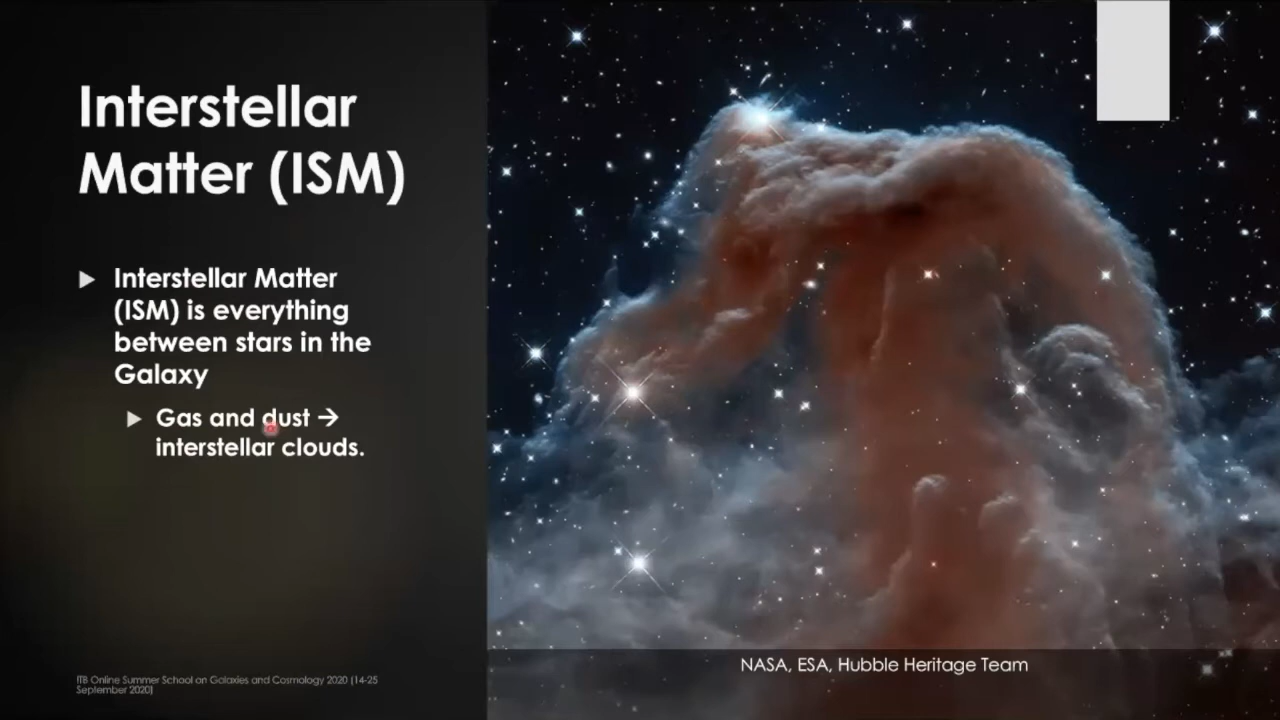 Interstellar
Matter (ISM)
Interstellar Matter
(ISM) is everything
between stars in the
Galaxy
Gas and dust →
interstellar clouds.
ITB Online Summer School on Galaxies and Cosmology 2020 (14-25
September 2020)
NASA, ESA, Hubble Heritage Team